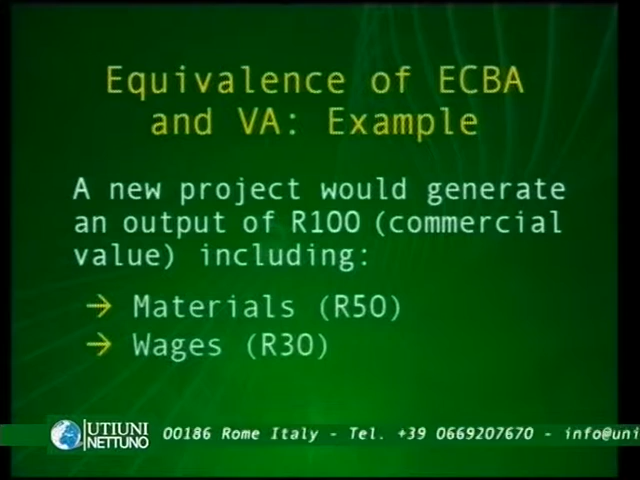 Equivalence of ECBA
and VA: Example
A new project would generate
an output of R100 (commercial
value) including:
→ Materials (R50)
→ Wages (R30)
UTIUNI
NETTUNO
00186 Rome Italy - Tel. +39 0669207670 - info@uni